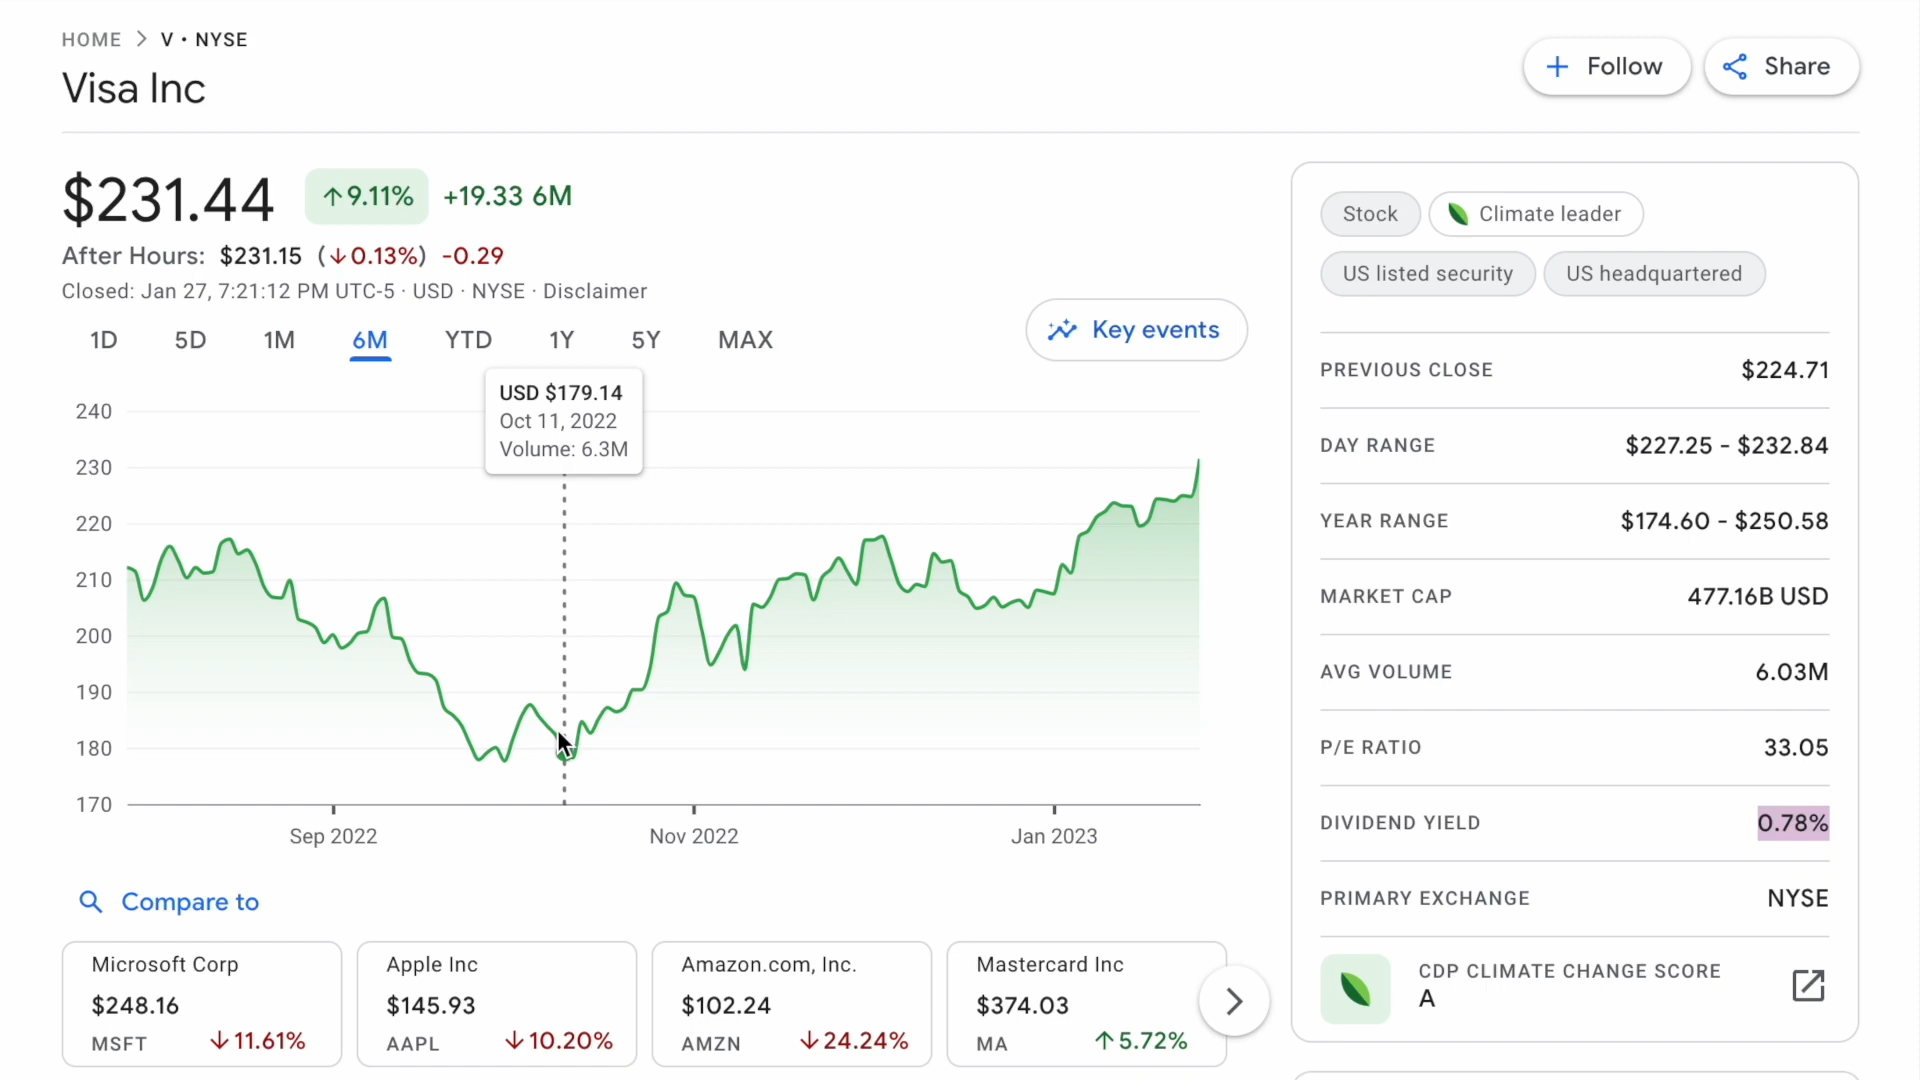 HOME > V • NYSE
Visa Inc
Follow
Share
$231.44 ↑9.11% +19.33 6M
After Hours: $231.15 (↓0.13%) -0.29
Closed: Jan 27, 7:21:12 PM UTC-5 · USD · NYSE · Disclaimer
1D 5D 1M 6M YTD 1Y 5Y MAX
Key events
USD $179.14
Oct 11, 2022
Volume: 6.3M
240
230
220
210
200
190
180
170
Sep 2022 Nov 2022 Jan 2023
Compare to
Microsoft Corp
$248.16
MSFT ↓11.61%
Apple Inc
$145.93
AAPL ↓10.20%
Amazon.com, Inc.
$102.24
AMZN ↓24.24%
Mastercard Inc
$374.03
MA ↑5.72%
Stock Climate leader
US listed security US headquartered
PREVIOUS CLOSE $224.71
DAY RANGE $227.25 - $232.84
YEAR RANGE $174.60 - $250.58
MARKET CAP 477.16B USD
AVG VOLUME 6.03M
P/E RATIO 33.05
DIVIDEND YIELD 0.78%
PRIMARY EXCHANGE NYSE
CDP CLIMATE CHANGE SCORE
A